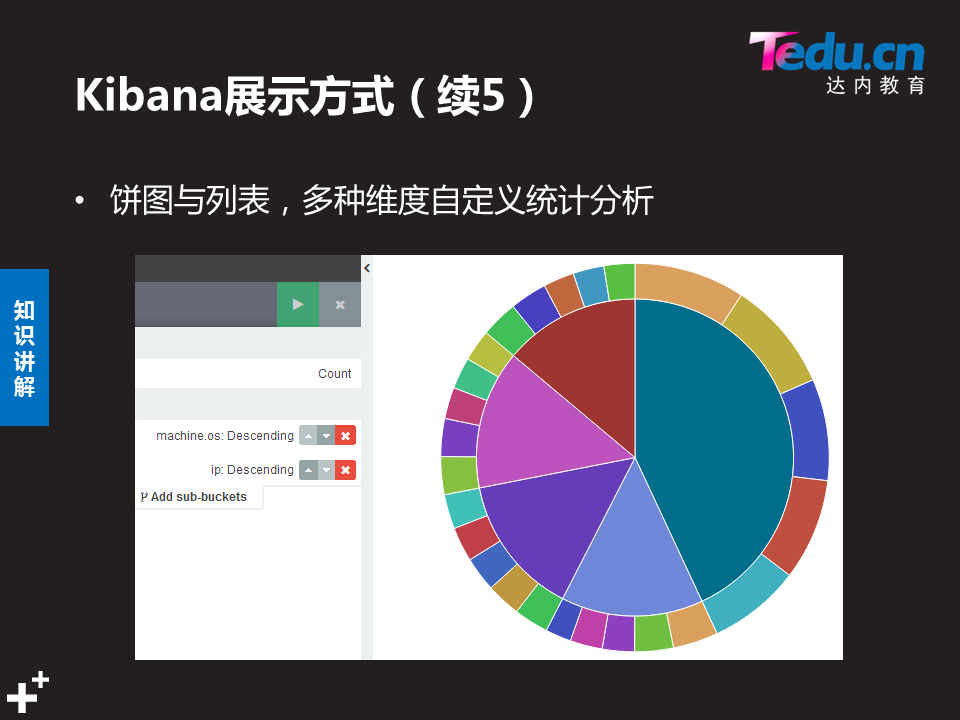 Tedu.cn
达内教育
Kibana展示方式（续5）
• 饼图与列表，多种维度自定义统计分析
知识讲解
Count
machine.os: Descending
ip: Descending
Add sub-buckets